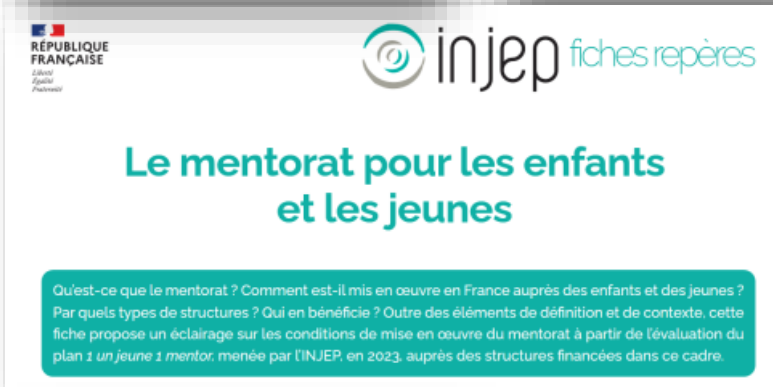 RÉPUBLIQUE
FRANÇAISE
Liberté
Égalité
Fraternité
injep fiches repères
Le mentorat pour les enfants
et les jeunes
Qu'est-ce que le mentorat ? Comment est-il mis en œuvre en France auprès des enfants et des jeunes ?
Par quels types de structures ? Qui en bénéficie ? Outre des éléments de définition et de contexte, cette
fiche propose un éclairage sur les conditions de mise en œuvre du mentorat à partir de l'évaluation du
plan 1 un jeune 1 mentor, menée par l'INJEP, en 2023, auprès des structures financées dans ce cadre.